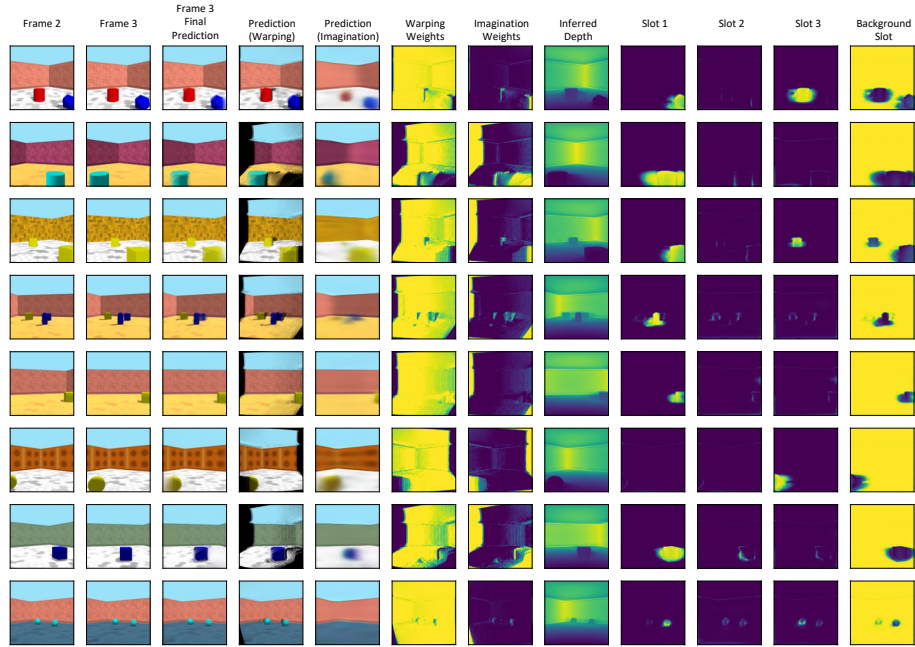 Frame 2
Frame 3
Frame 3
Final
Prediction
Prediction
(Warping)
Prediction
(Imagination)
Warping
Weights
Imagination
Weights
Inferred
Depth
Slot 1
Slot 2
Slot 3
Background
Slot